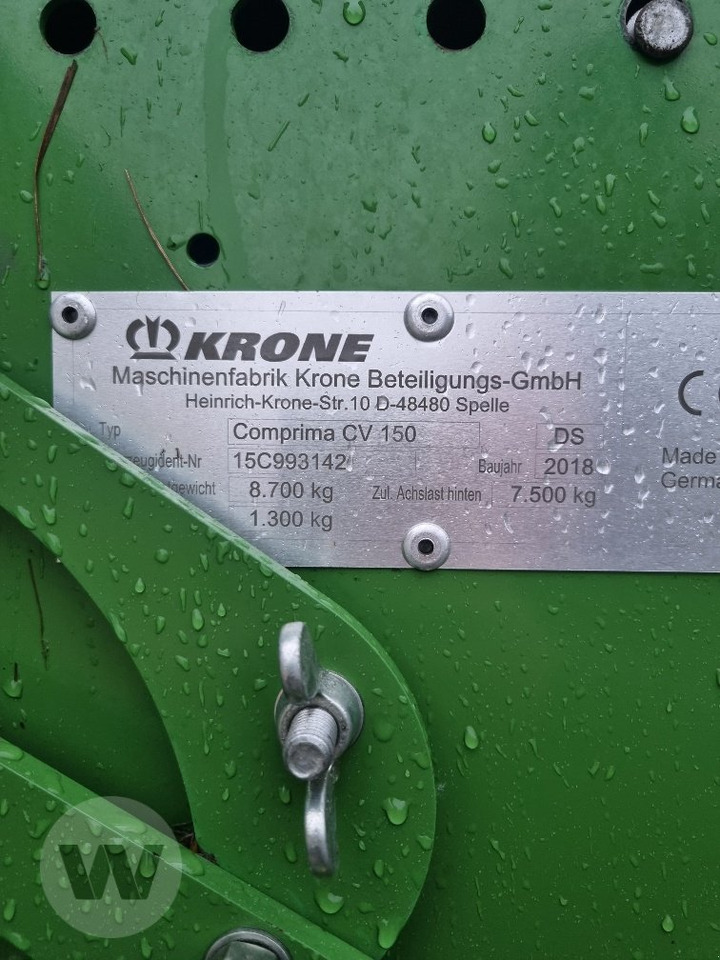 KRONE
Maschinenfabrik Krone Beteiligungs-GmbH
Heinrich-Krone-Str.10 D-48480 Spelle
Typ Comprima CV 150 DS
15C993142 Baujahr 2018
8.700 kg Zul. Achslast hinten 7.500 kg
1.300 kg
Made
Germa